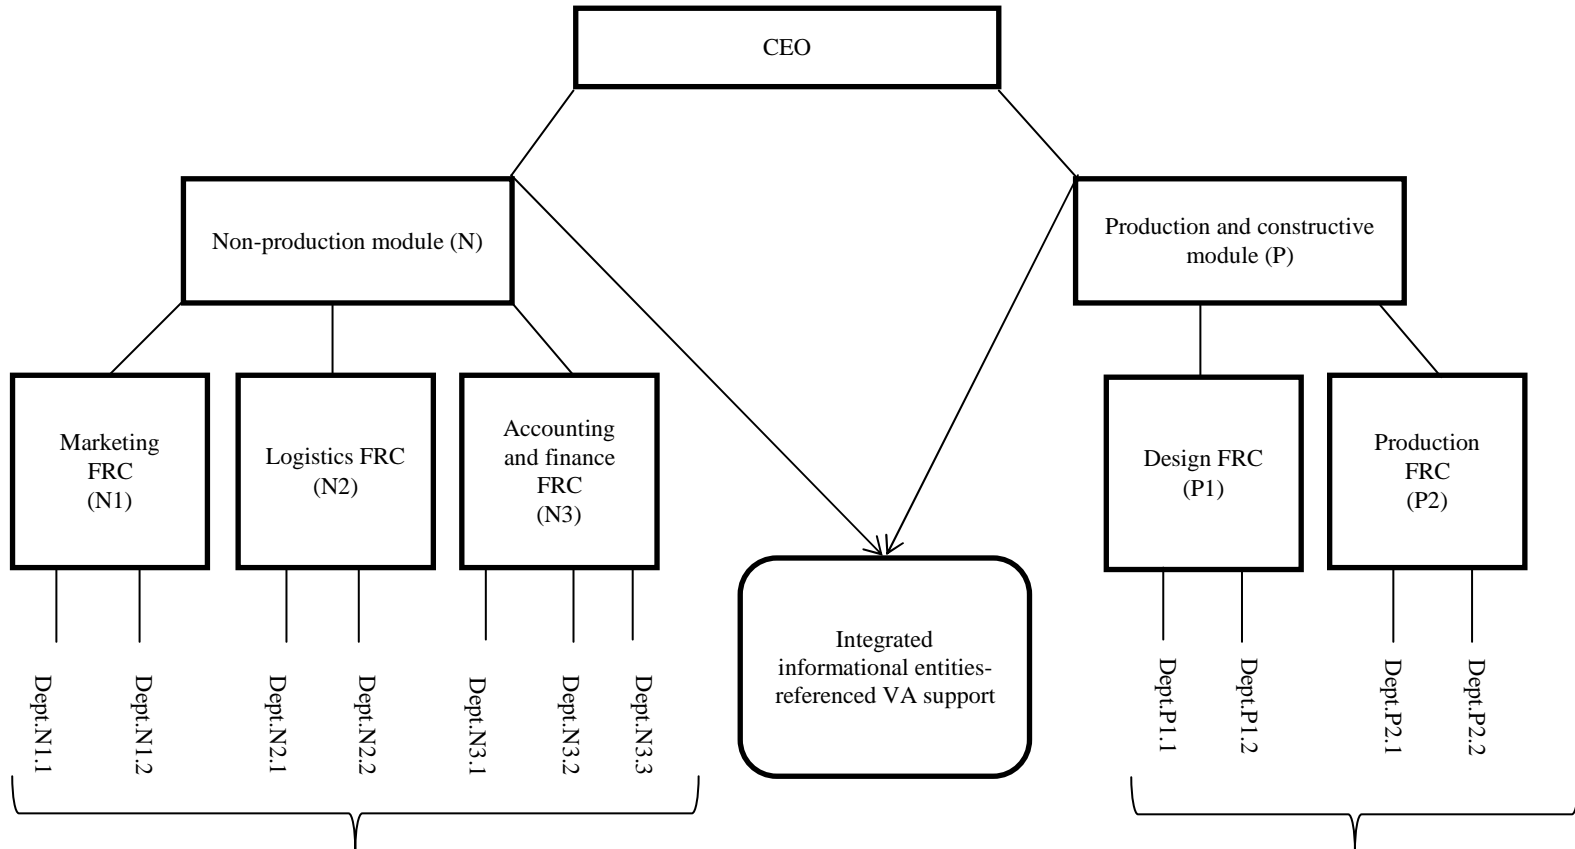 CEO
Non-production module (N)
Production and constructive
module (P)
Marketing
FRC
(N1)
Logistics FRC
(N2)
Accounting
and finance
FRC
(N3)
Design FRC
(P1)
Production
FRC
(P2)
Integrated
informational entities-
referenced VA support
Dept.N1.1
Dept.N1.2
Dept.N2.1
Dept.N2.2
Dept.N3.1
Dept.N3.2
Dept.N3.3
Dept.P1.1
Dept.P1.2
Dept.P2.1
Dept.P2.2